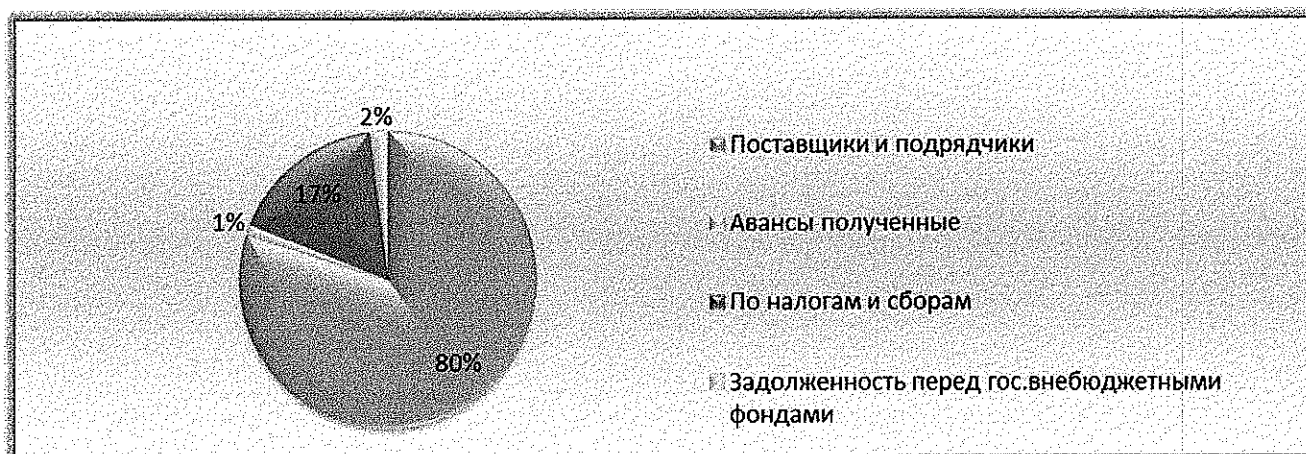 2%
17%
1%
80%
Поставщики и подрядчики
Авансы полученные
По налогам и сборам
Задолженность перед гос.внебюджетными
фондами